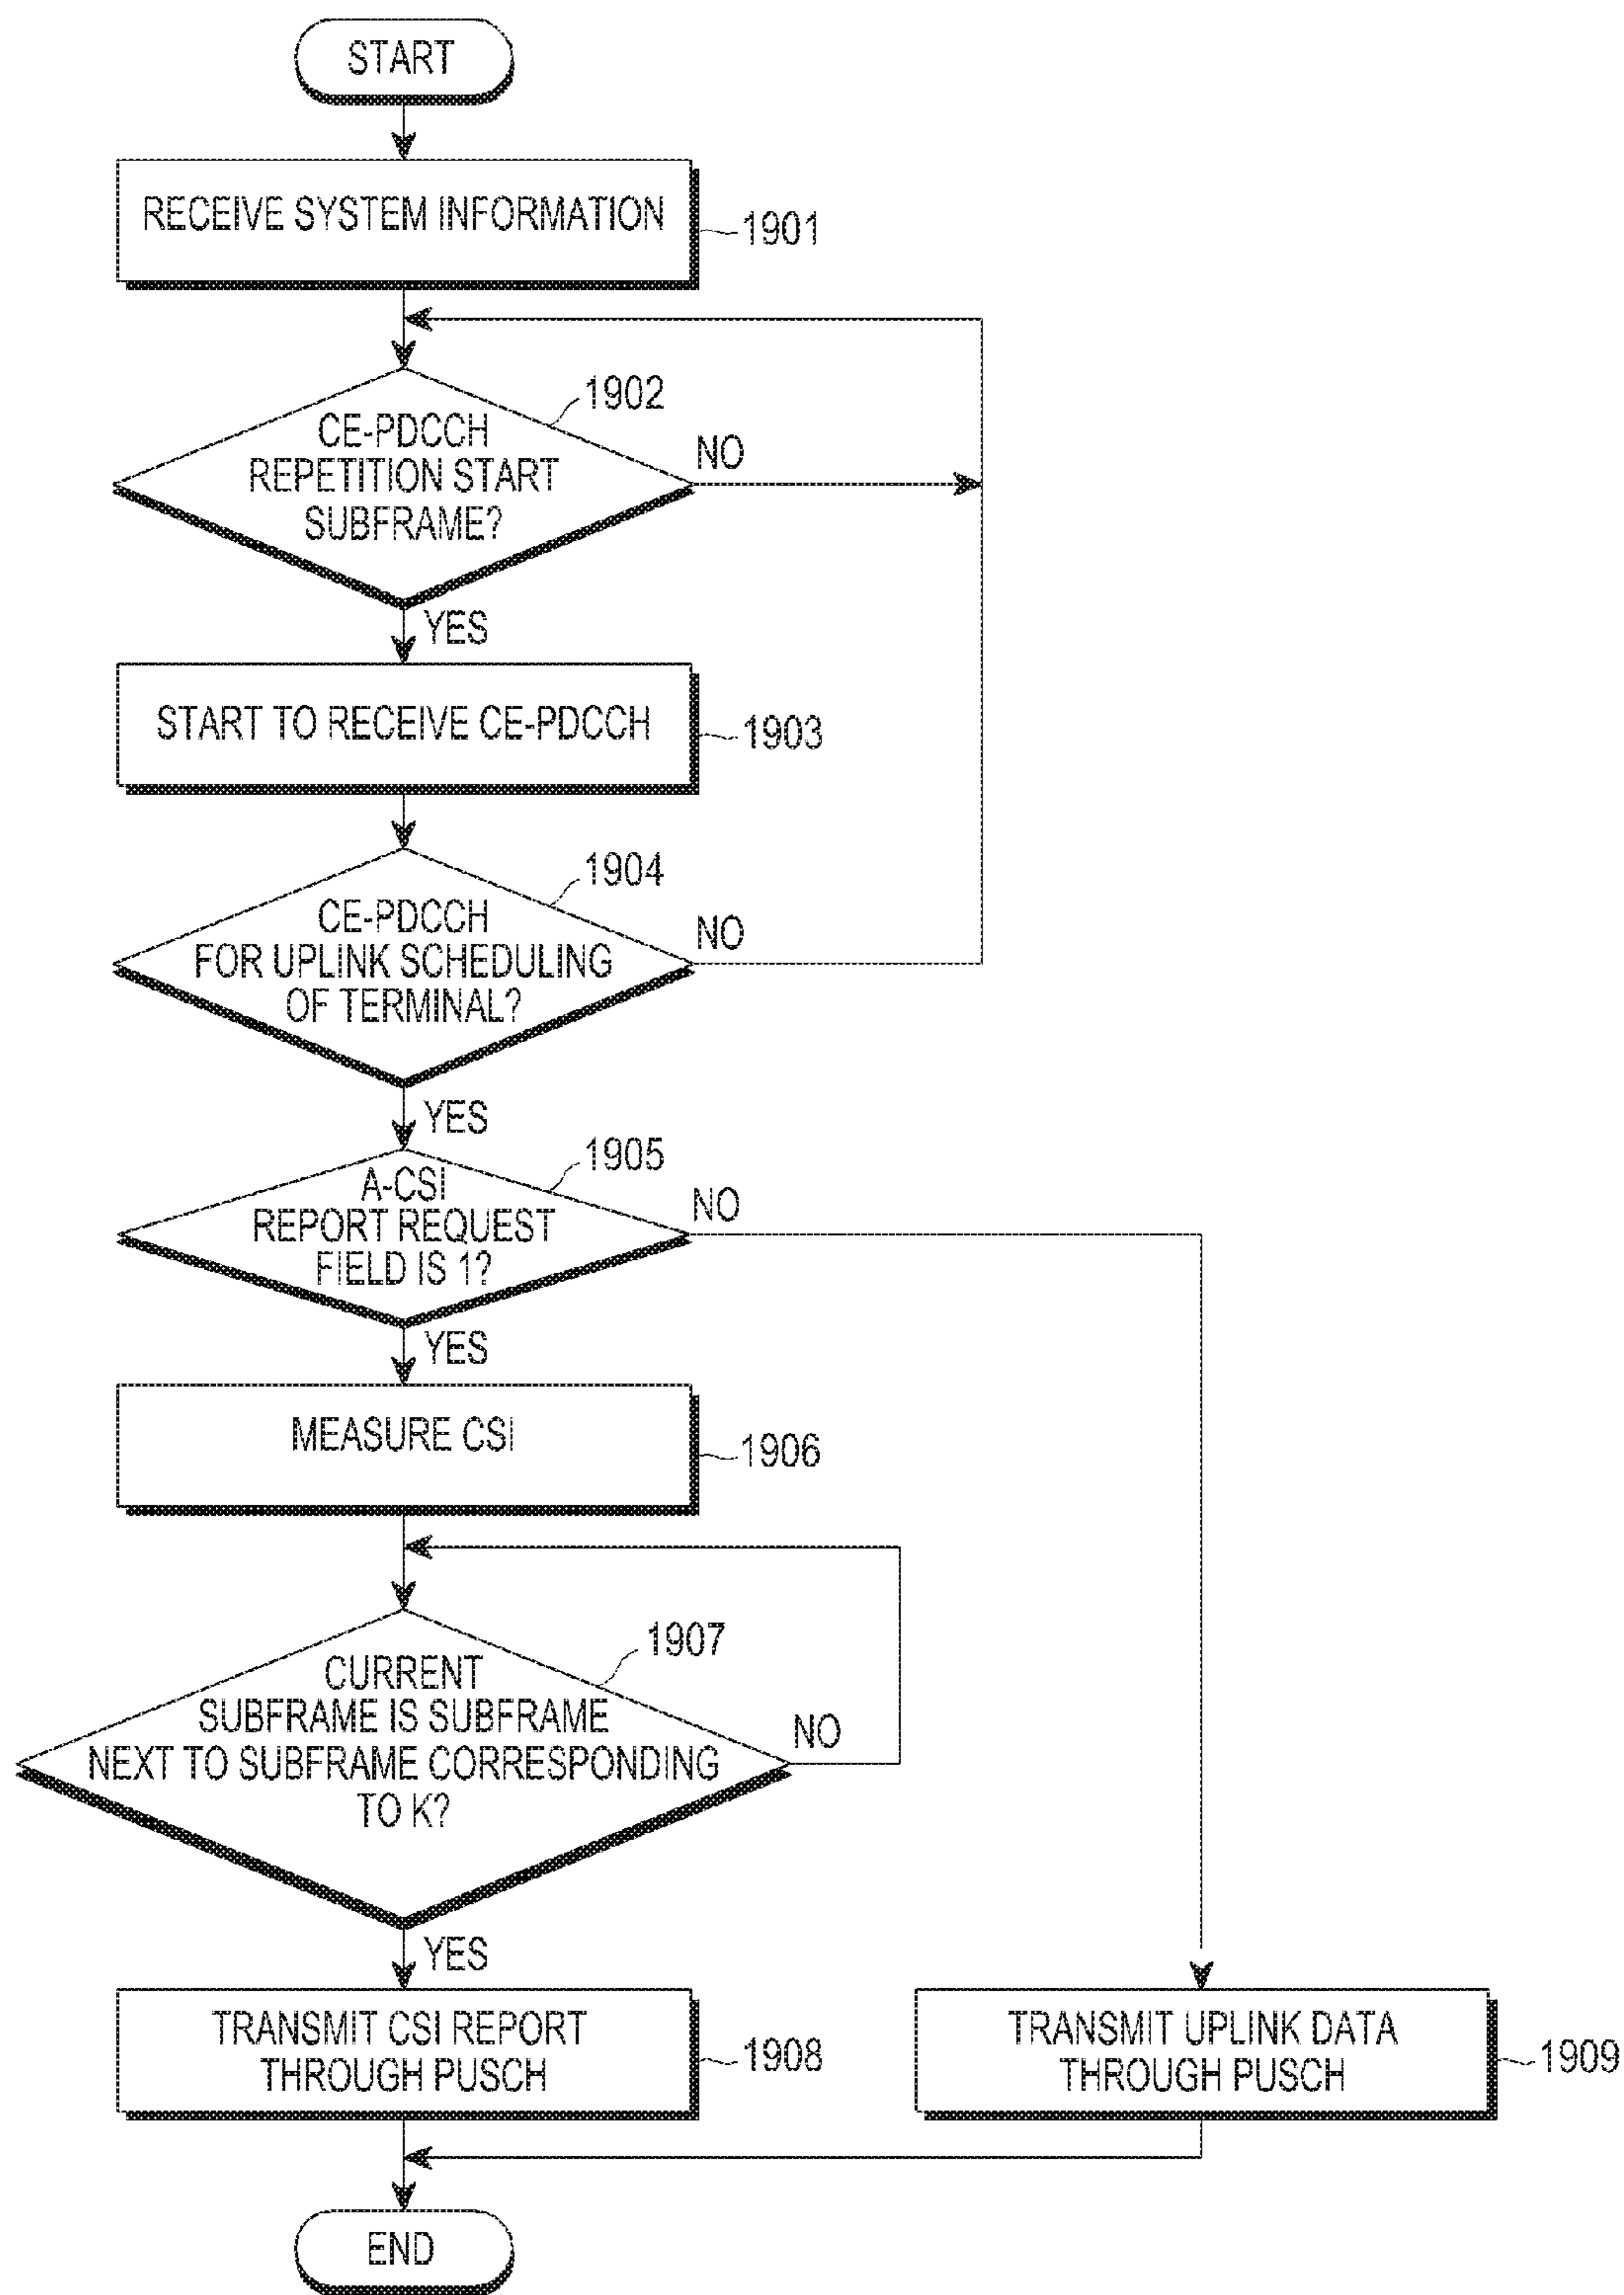 START
RECEIVE SYSTEM INFORMATION
1901
1902
CE-PDCCH
REPETITION START
SUBFRAME?
NO
YES
START TO RECEIVE CE-PDCCH
1903
1904
CE-PDCCH
FOR UPLINK SCHEDULING
OF TERMINAL?
NO
YES
1905
A-CSI
REPORT REQUEST
FIELD IS 1?
NO
YES
MEASURE CSI
1906
1907
CURRENT
SUBFRAME IS SUBFRAME
NEXT TO SUBFRAME CORRESPONDING
TO K?
NO
YES
TRANSMIT CSI REPORT
THROUGH PUSCH
1908
TRANSMIT UPLINK DATA
THROUGH PUSCH
1909
END